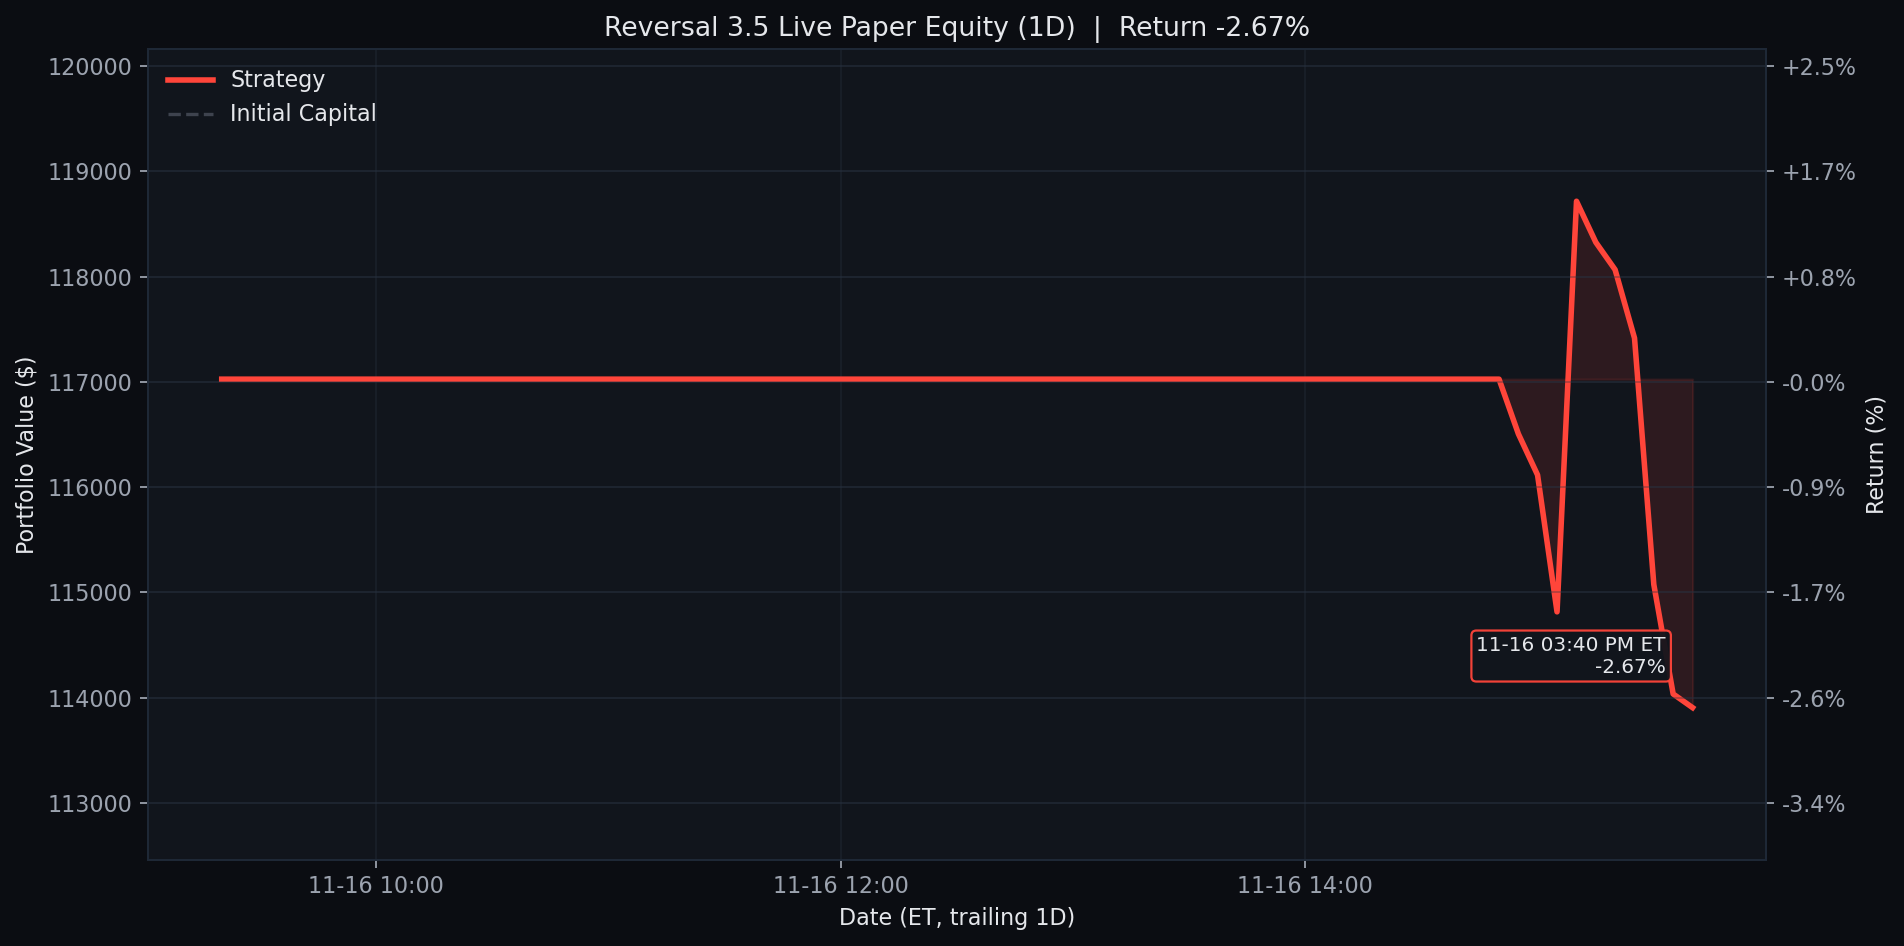 Reversal 3.5 Live Paper Equity (1D)  |  Return -2.67%
Strategy
Initial Capital
Portfolio Value ($)
120000
119000
118000
117000
116000
115000
114000
113000
+2.5%
+1.7%
+0.8%
-0.0%
-0.9%
-1.7%
-2.6%
-3.4%
Return (%)
11-16 03:40 PM ET
-2.67%
11-16 10:00
11-16 12:00
11-16 14:00
Date (ET, trailing 1D)